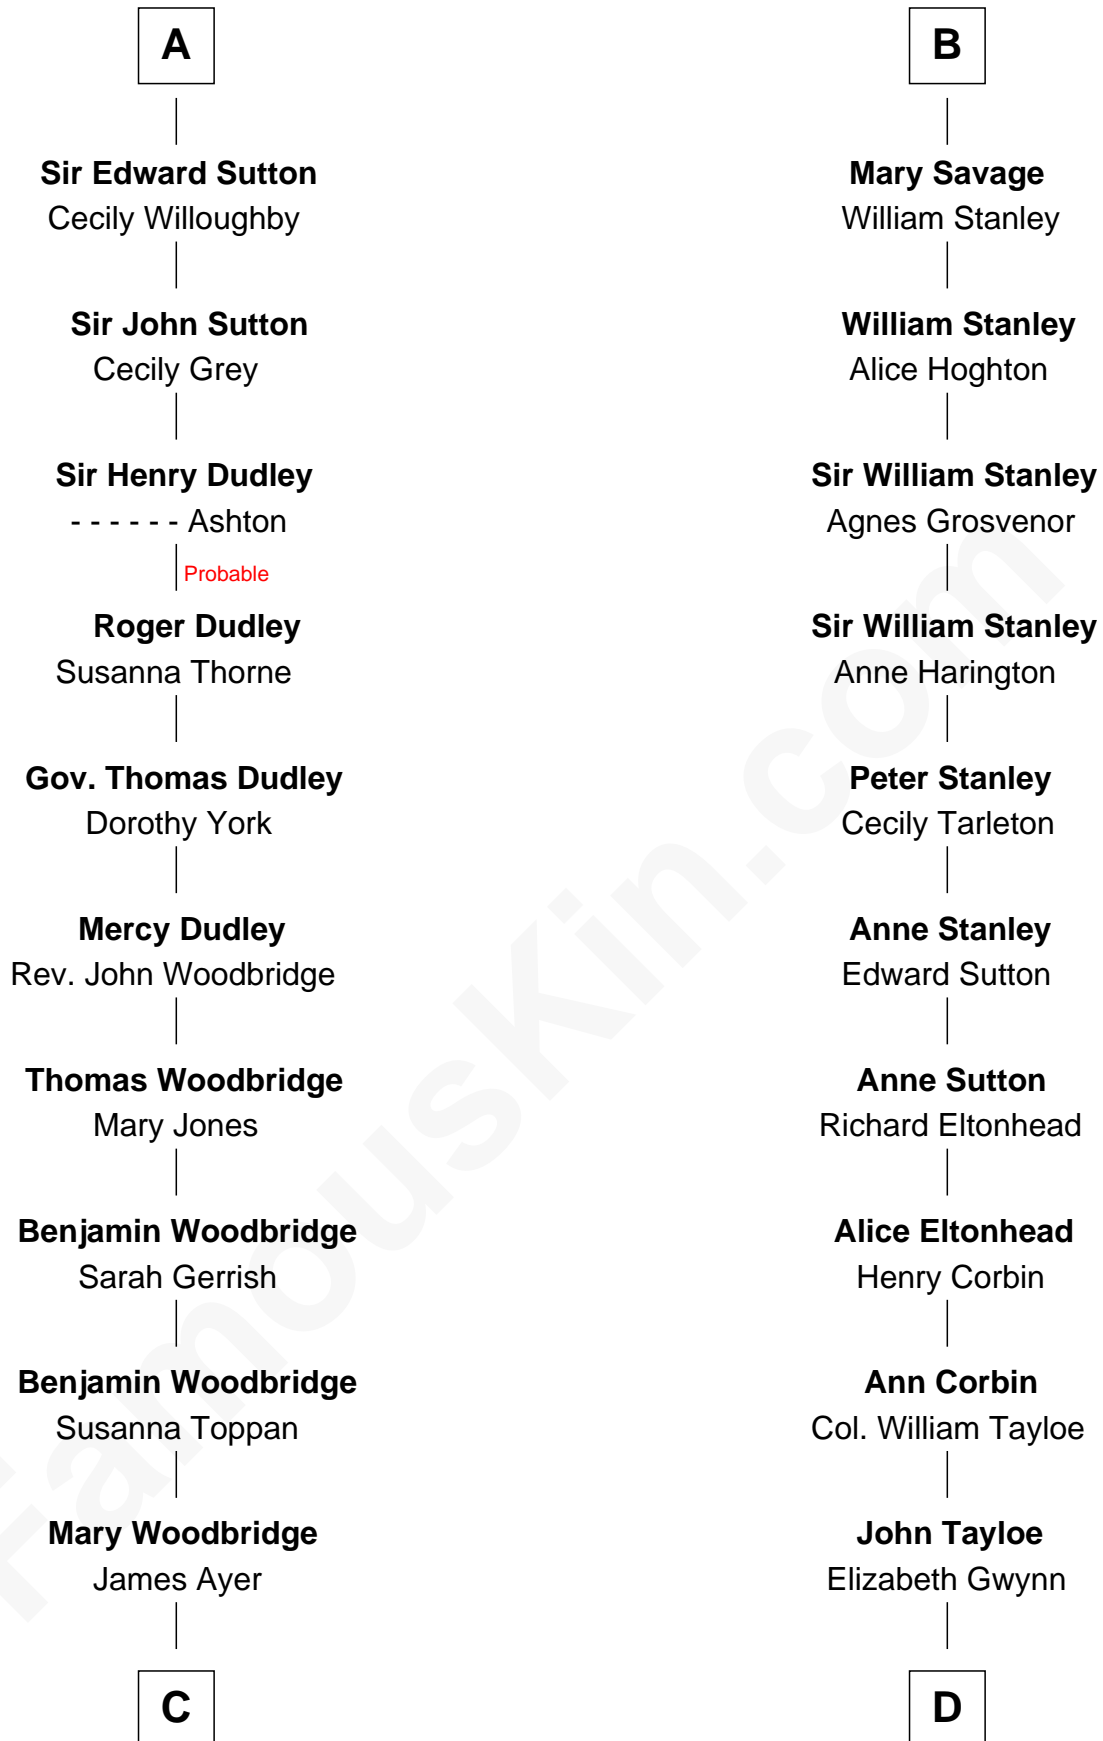 A
Sir Edward Sutton
Cecily Willoughby
Sir John Sutton
Cecily Grey
Sir Henry Dudley
- - - - - - Ashton
Probable
Roger Dudley
Susanna Thorne
Gov. Thomas Dudley
Dorothy York
Mercy Dudley
Rev. John Woodbridge
Thomas Woodbridge
Mary Jones
Benjamin Woodbridge
Sarah Gerrish
Benjamin Woodbridge
Susanna Toppan
Mary Woodbridge
James Ayer
C
B
Mary Savage
William Stanley
William Stanley
Alice Hoghton
Sir William Stanley
Agnes Grosvenor
Sir William Stanley
Anne Harington
Peter Stanley
Cecily Tarleton
Anne Stanley
Edward Sutton
Anne Sutton
Richard Eltonhead
Alice Eltonhead
Henry Corbin
Ann Corbin
Col. William Tayloe
John Tayloe
Elizabeth Gwynn
D
FamousKin.com